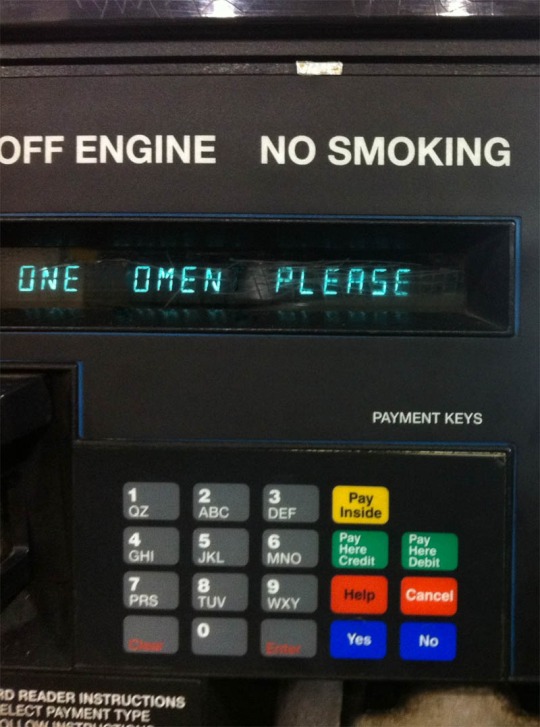 OFF ENGINE NO SMOKING
ONE OMEN PLEASE
PAYMENT KEYS
1 2 3 Pay Inside
QZ ABC DEF
4 5 6 Pay Here Credit Pay Here Debit
GHI JKL MNO
7 8 9 Help Cancel
PRS TUV WXY
Clear 0 Enter Yes No
RD READER INSTRUCTIONS
ELECT PAYMENT TYPE
OLLOW INSTRUCTIONS